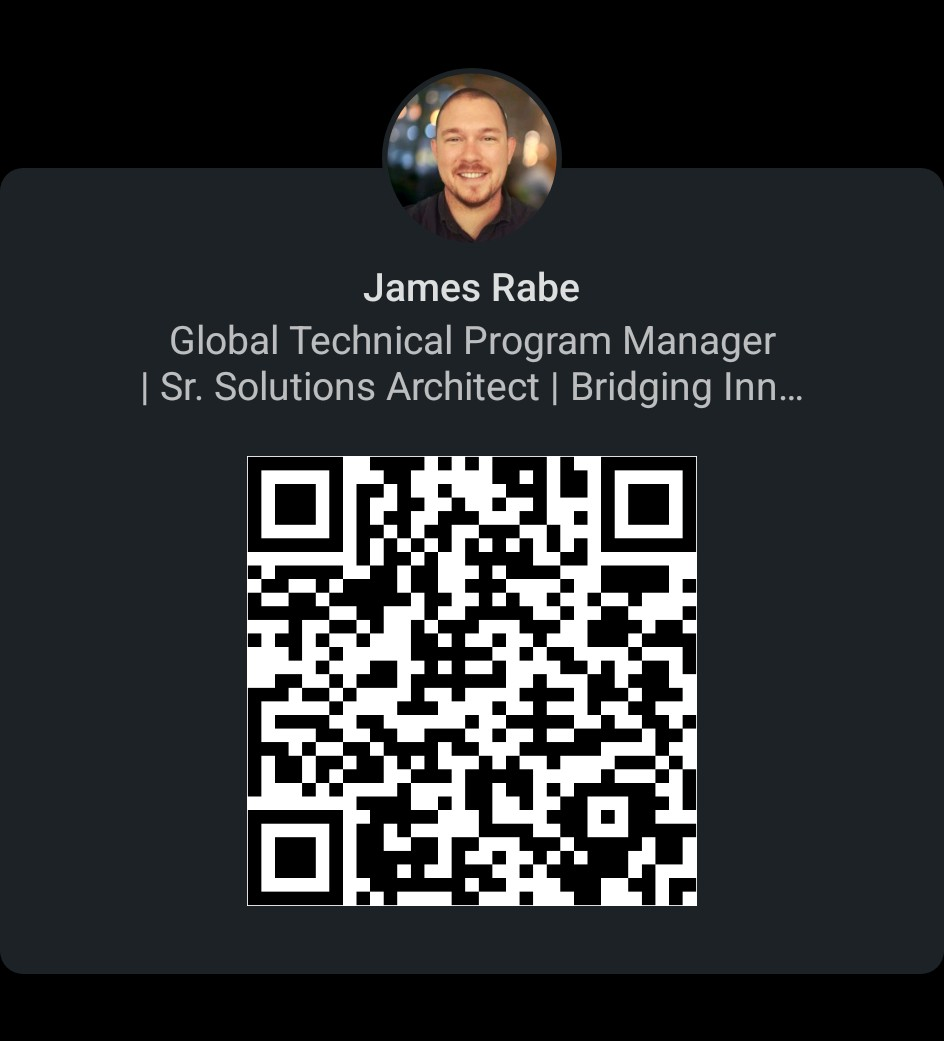 James Rabe
Global Technical Program Manager
| Sr. Solutions Architect | Bridging Inn...